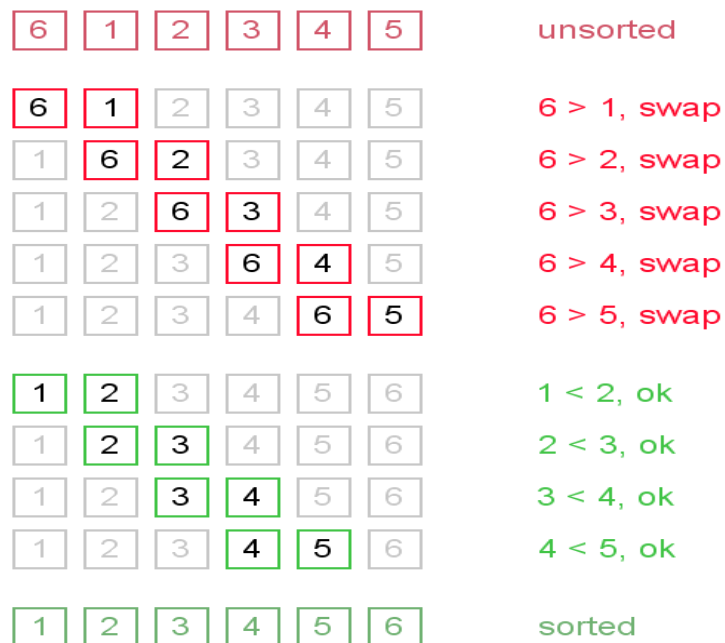 6 1 2 3 4 5 unsorted
6 1 2 3 4 5 6 > 1, swap
1 6 2 3 4 5 6 > 2, swap
1 2 6 3 4 5 6 > 3, swap
1 2 3 6 4 5 6 > 4, swap
1 2 3 4 6 5 6 > 5, swap
1 2 3 4 5 6 1 < 2, ok
1 2 3 4 5 6 2 < 3, ok
1 2 3 4 5 6 3 < 4, ok
1 2 3 4 5 6 4 < 5, ok
1 2 3 4 5 6 sorted